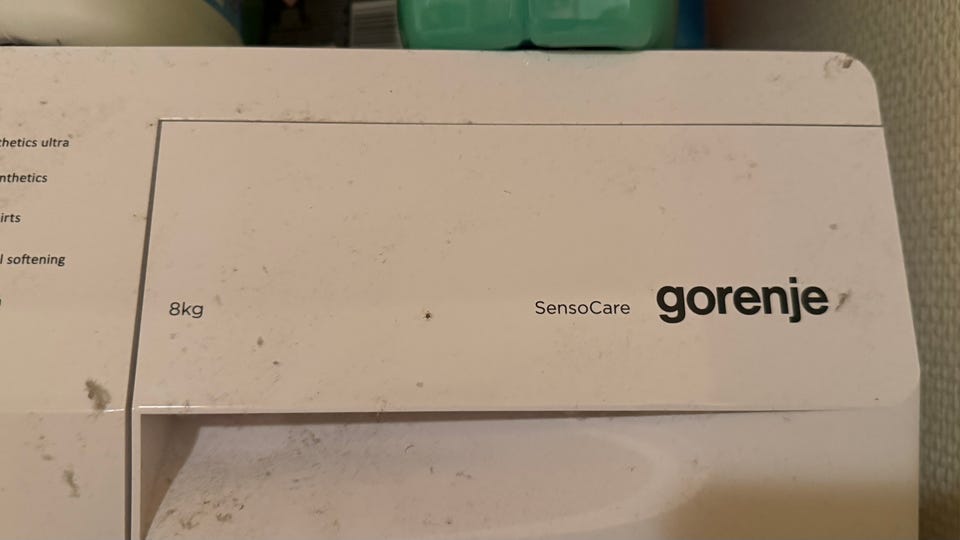 thetics ultra
nthetics
irts
l softening
8kg
SensoCare gorenje